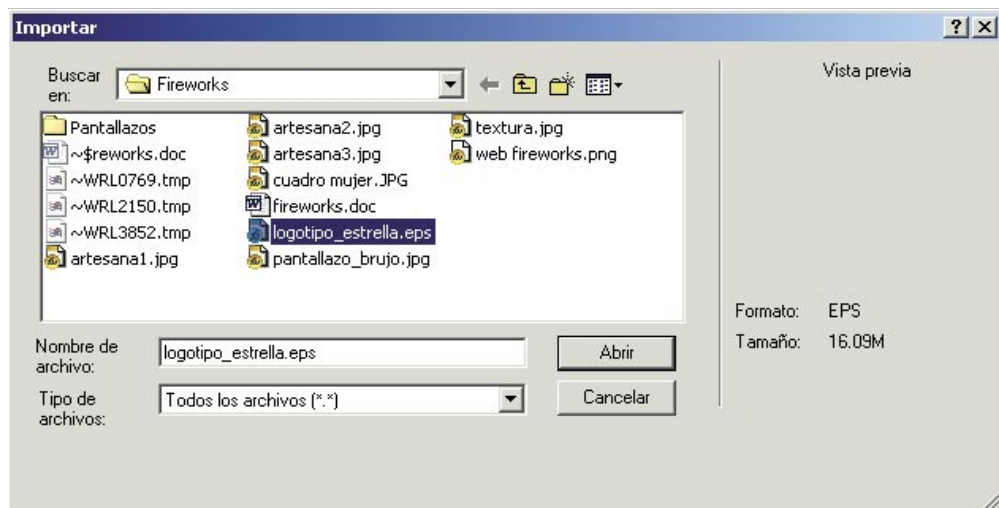 Importar
Buscar en:
Fireworks
Vista previa
Pantallazos
~$reworks.doc
~WRL0769.tmp
~WRL2150.tmp
~WRL3852.tmp
artesana1.jpg
artesana2.jpg
artesana3.jpg
cuadro mujer.JPG
fireworks.doc
logotipo_estrella.eps
pantallazo_brujo.jpg
textura.jpg
web fireworks.png
Formato: EPS
Tamaño: 16.09M
Nombre de archivo:
logotipo_estrella.eps
Abrir
Tipo de archivos:
Todos los archivos (*.*)
Cancelar